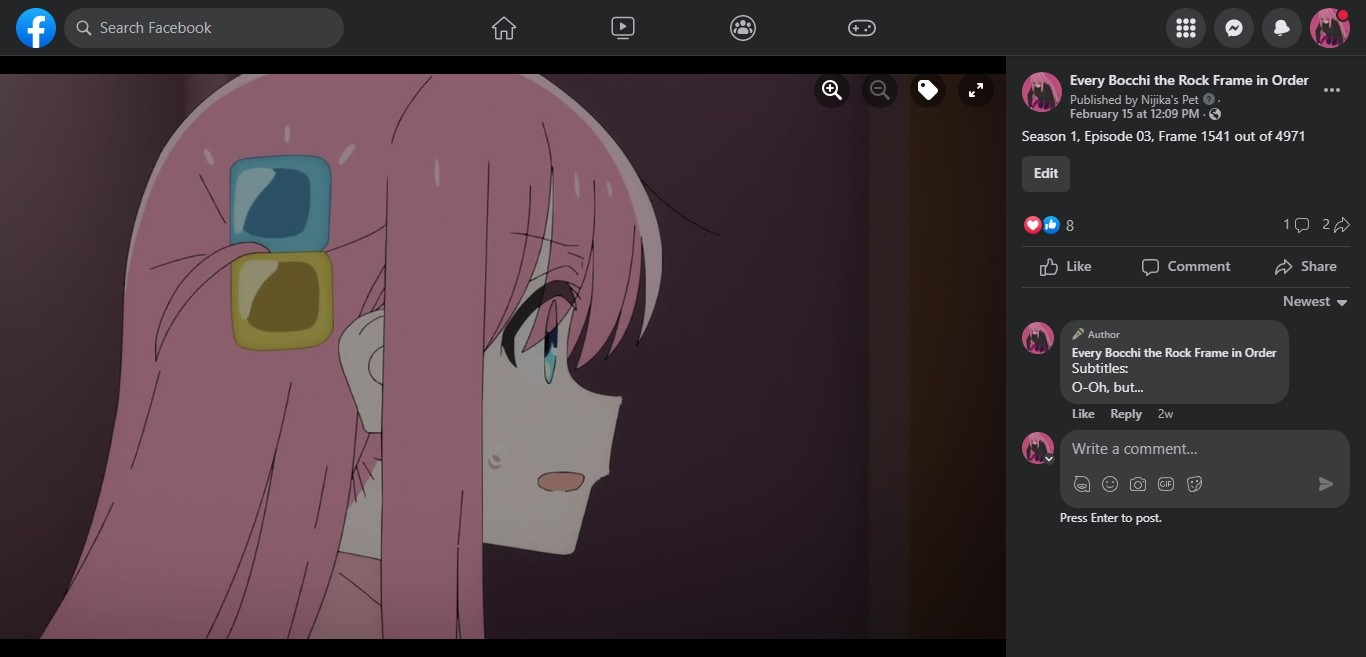 Search Facebook
Every Bocchi the Rock Frame in Order
Published by Nijika's Pet ·
February 15 at 12:09 PM ·
Season 1, Episode 03, Frame 1541 out of 4971
Edit
8
1
2
Like
Comment
Share
Newest
Author
Every Bocchi the Rock Frame in Order
Subtitles:
O-Oh, but...
Like Reply 2w
Write a comment...
GIF
Press Enter to post.